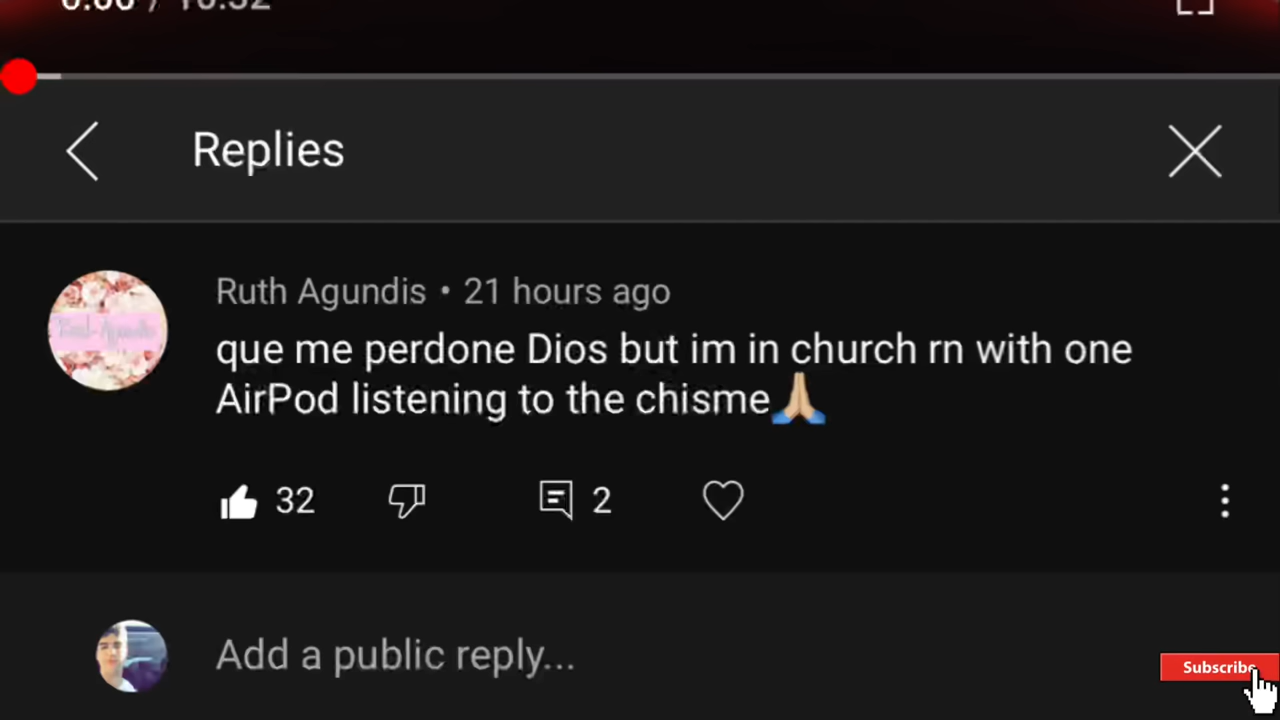 Replies
Ruth Agundis • 21 hours ago
que me perdone Dios but im in church rn with one
AirPod listening to the chisme🙏🏼
32
2
Add a public reply...
Subscribe